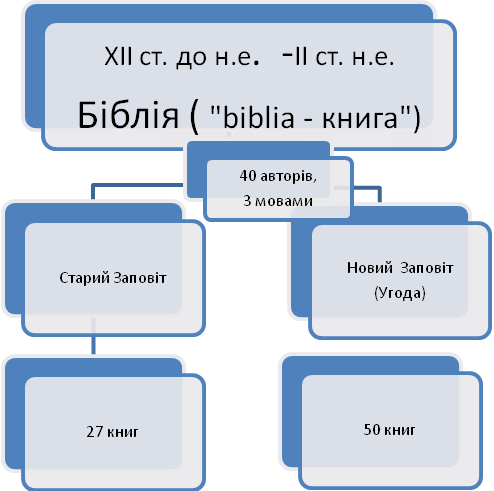 XII ст. до н.е. -II ст. н.е.
Біблія ( "biblia - книга")
40 авторів,
3 мовами
Старий Заповіт
Новий Заповіт
(Угода)
27 книг
50 книг